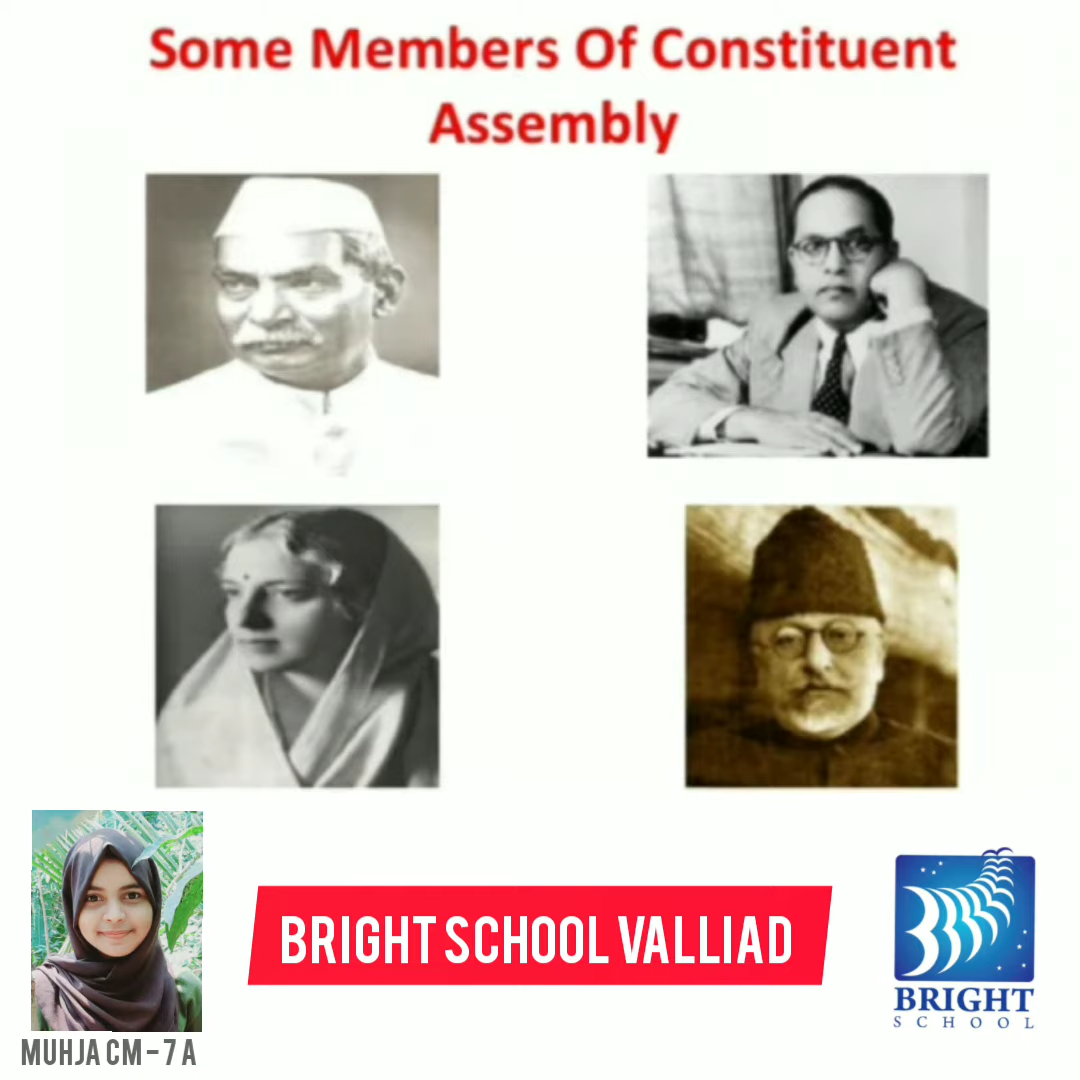 Some Members Of Constituent
Assembly
BRIGHT SCHOOL VALLIAD
BRIGHT
SCHOOL
MUHJA CM - 7 A